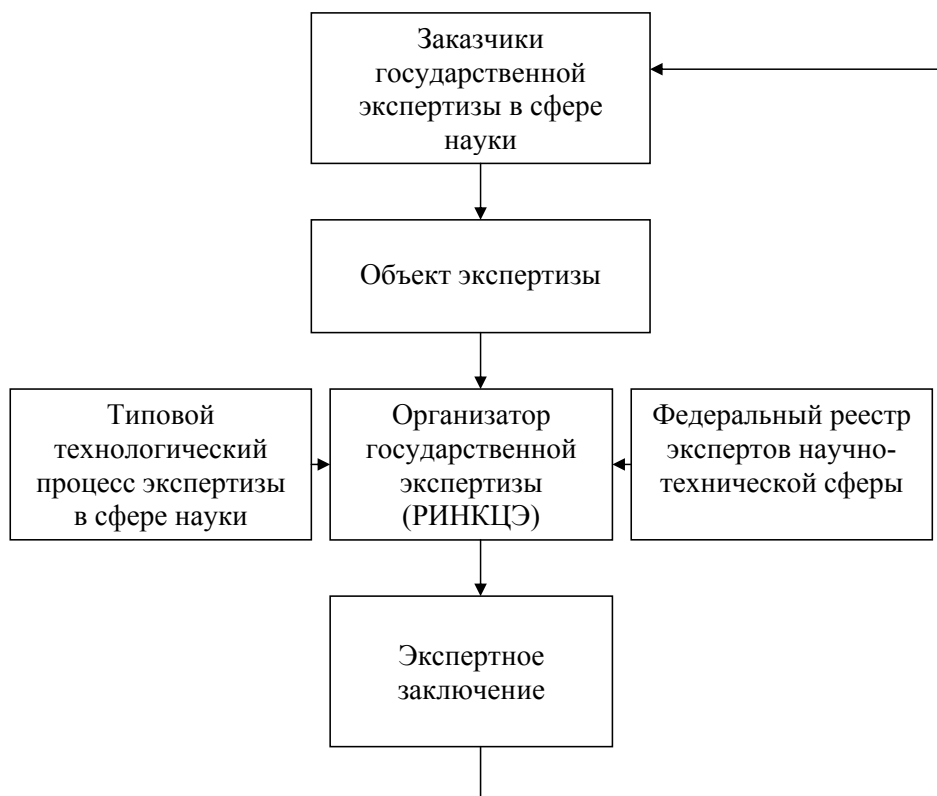 Заказчики
государственной
экспертизы в сфере
науки
Объект экспертизы
Типовой
технологический
процесс экспертизы
в сфере науки
Организатор
государственной
экспертизы
(РИНКЦЭ)
Федеральный реестр
экспертов научно-
технической сферы
Экспертное
заключение